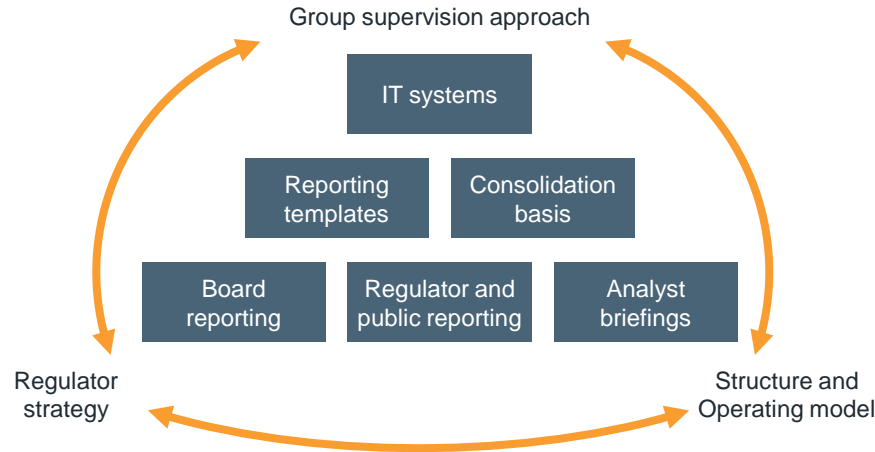 Group supervision approach
IT systems
Reporting
templates
Consolidation
basis
Board
reporting
Regulator and
public reporting
Analyst
briefings
Regulator
strategy
Structure and
Operating model